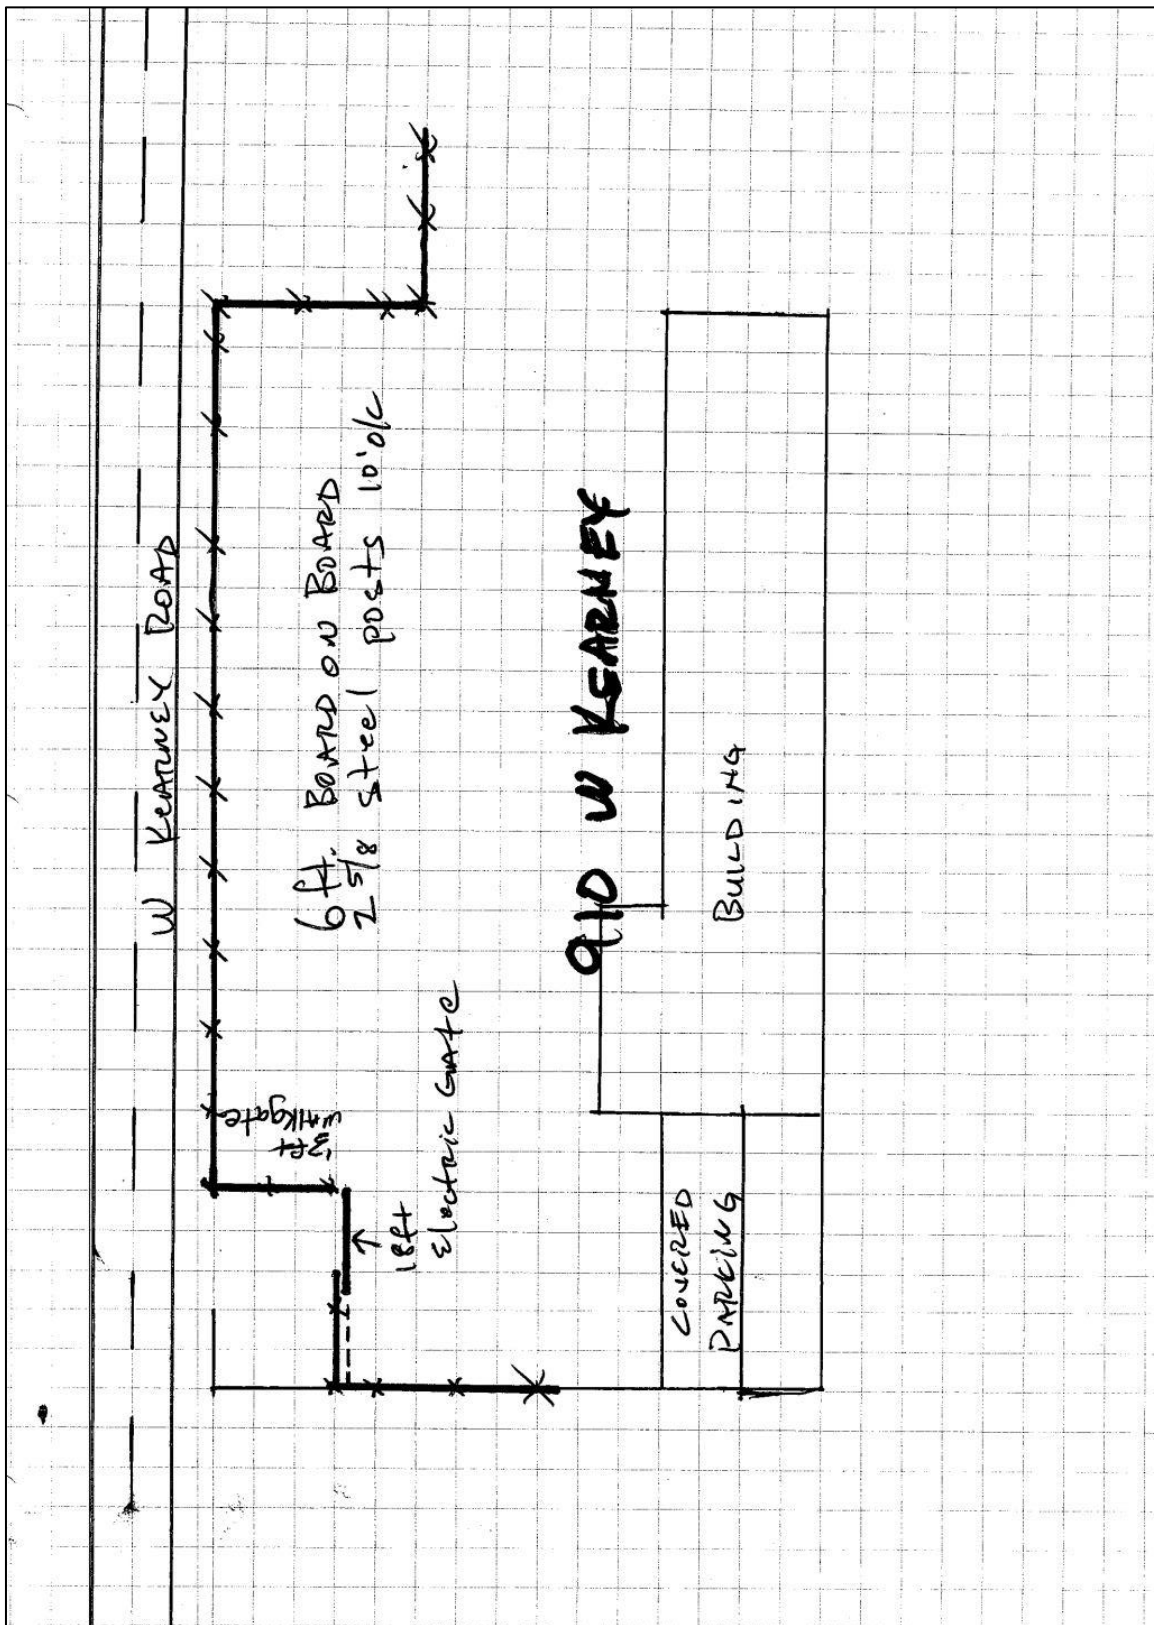 W KEARNEY ROAD
6 ft. BOARD ON BOARD
2 5/8 steel posts 10' o/c
3ft
walkgate
18ft
Electric Gate
910 W KEARNEY
BUILDING
COVERED
PARKING